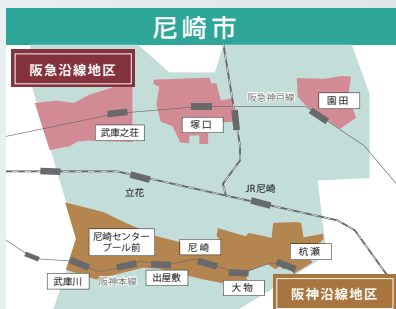 尼崎市
阪急沿線地区
阪急神戸線
園田
塚口
武庫之荘
立花
JR尼崎
尼崎センター
プール前
尼崎
杭瀬
武庫川
阪神本線
出屋敷
大物
阪神沿線地区